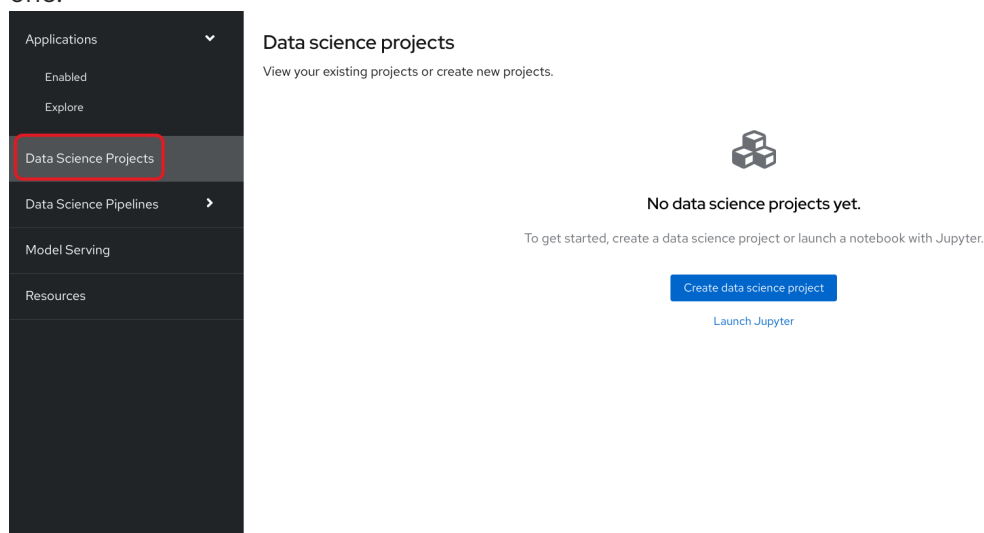 one.
Applications
Enabled
Explore
Data Science Projects
Data Science Pipelines
Model Serving
Resources
Data science projects
View your existing projects or create new projects.
No data science projects yet.
To get started, create a data science project or launch a notebook with Jupyter.
Create data science project
Launch Jupyter